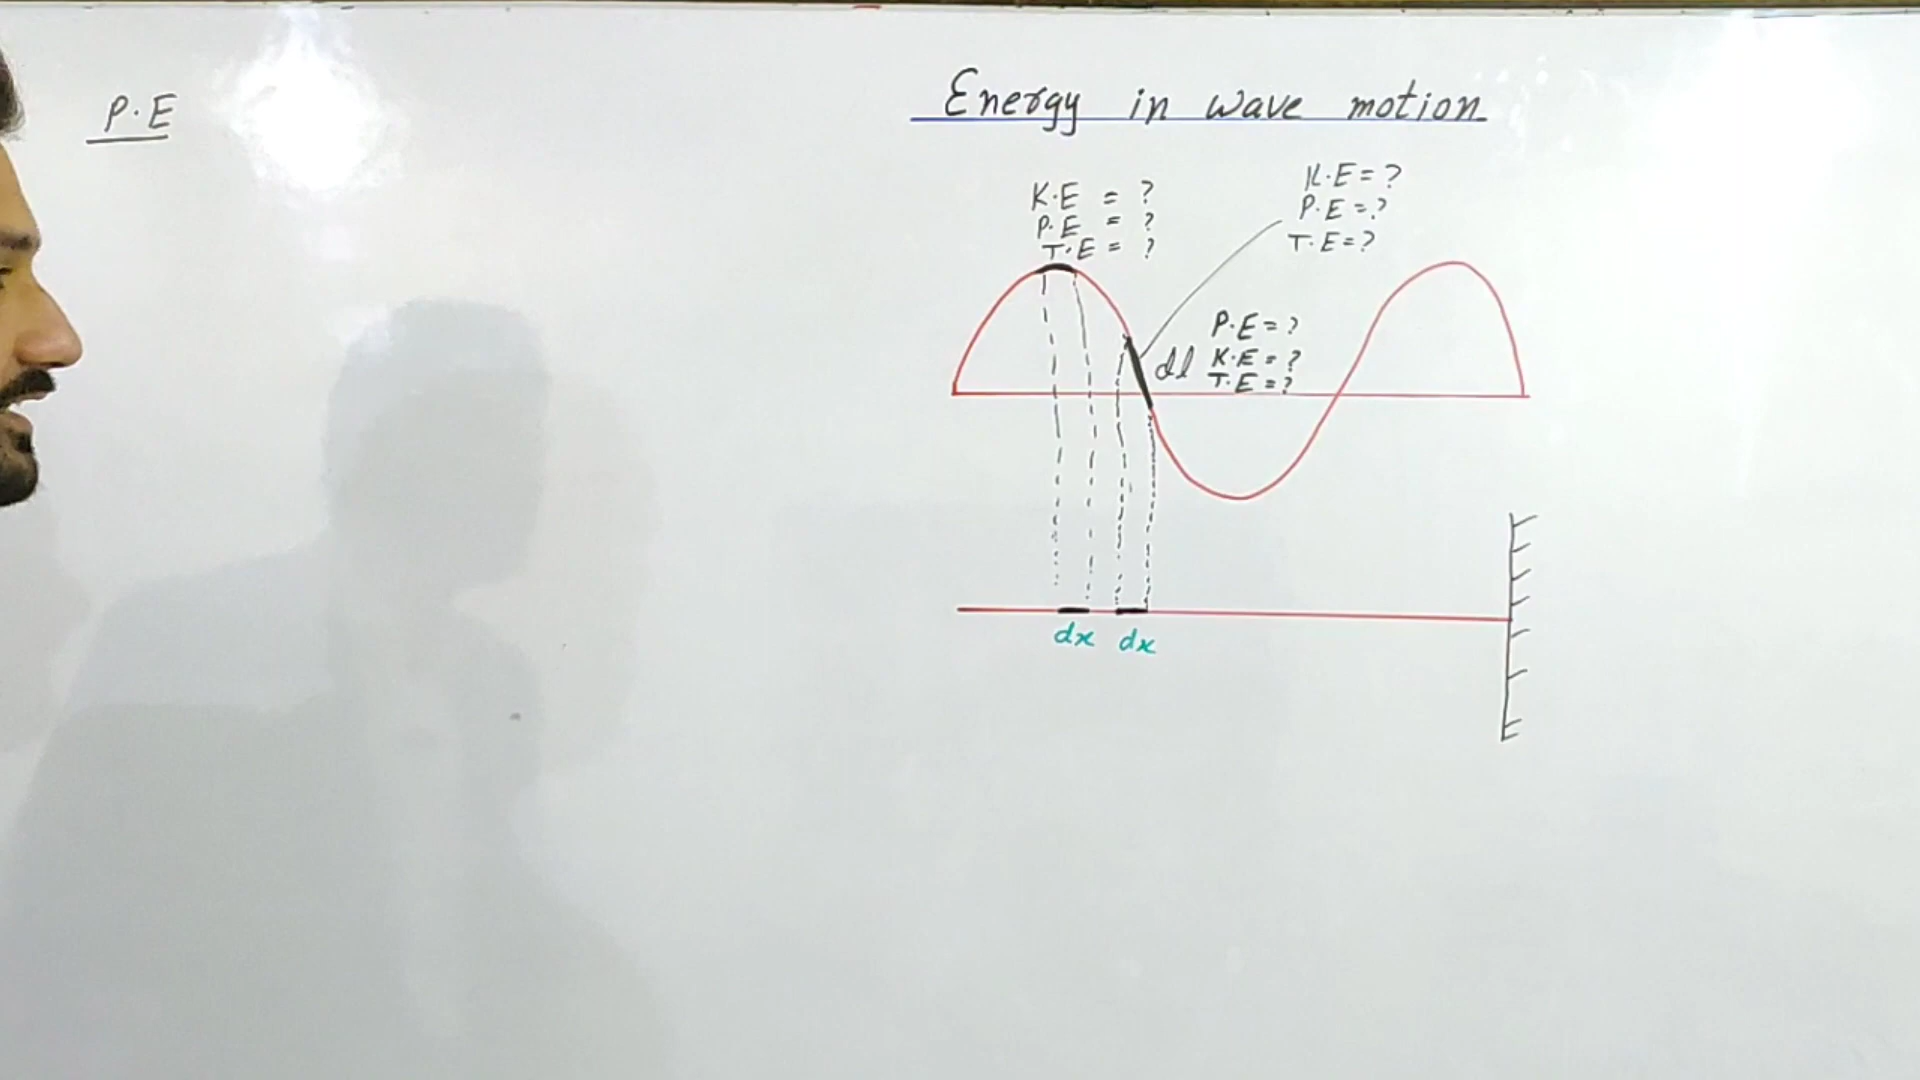 P.E
Energy in wave motion
K.E = ?
P.E = ?
T.E = ?
K.E = ?
P.E = ?
T.E = ?
P.E = ?
dl K.E = ?
T.E = ?
dx dx